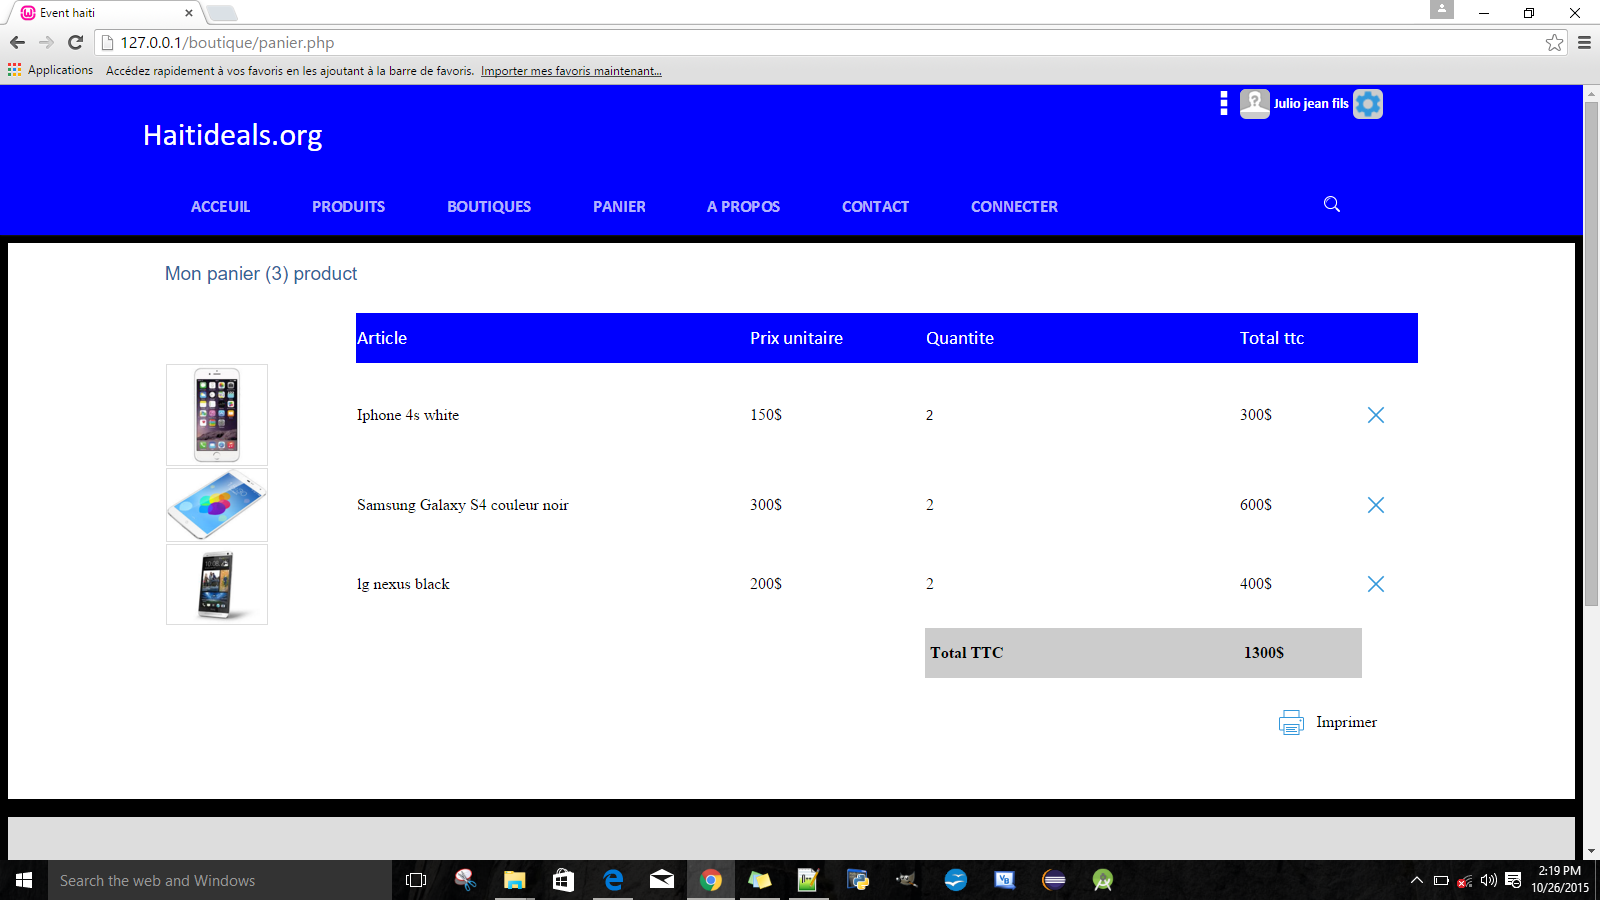 Event haiti
127.0.0.1/boutique/panier.php
Applications Accédez rapidement à vos favoris en les ajoutant à la barre de favoris. Importer mes favoris maintenant...
Julio jean fils
Haitideals.org
ACCEUIL PRODUITS BOUTIQUES PANIER A PROPOS CONTACT CONNECTER
Mon panier (3) product
Article Prix unitaire Quantite Total ttc
Iphone 4s white 150$ 2 300$
Samsung Galaxy S4 couleur noir 300$ 2 600$
lg nexus black 200$ 2 400$
Total TTC 1300$
Imprimer
Search the web and Windows
2:19 PM
10/26/2015